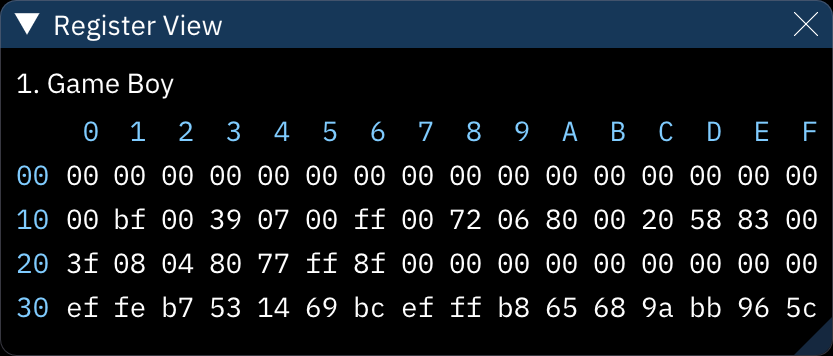 Register View
1. Game Boy
0 1 2 3 4 5 6 7 8 9 A B C D E F
00 00 00 00 00 00 00 00 00 00 00 00 00 00 00 00 00
10 00 bf 00 39 07 00 ff 00 72 06 80 00 20 58 83 00
20 3f 08 04 80 77 ff 8f 00 00 00 00 00 00 00 00 00
30 ef fe b7 53 14 69 bc ef ff b8 65 68 9a bb 96 5c